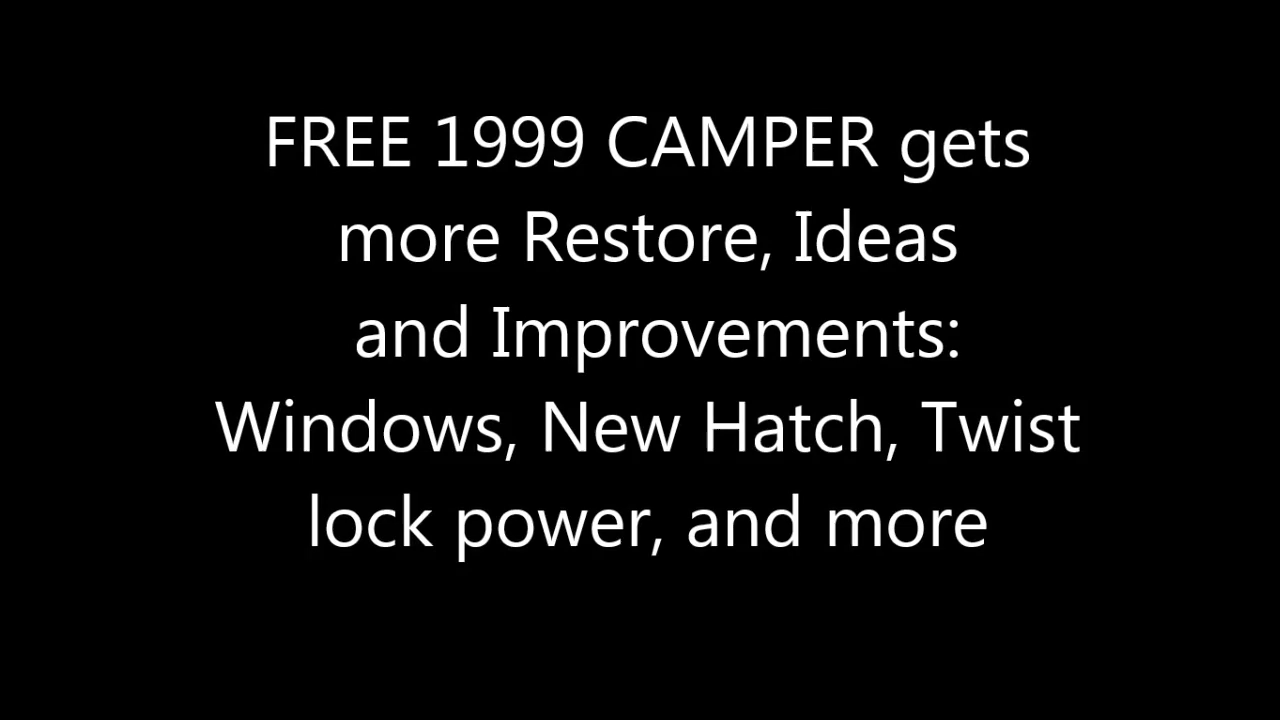 FREE 1999 CAMPER gets
more Restore, Ideas
and Improvements:
Windows, New Hatch, Twist
lock power, and more